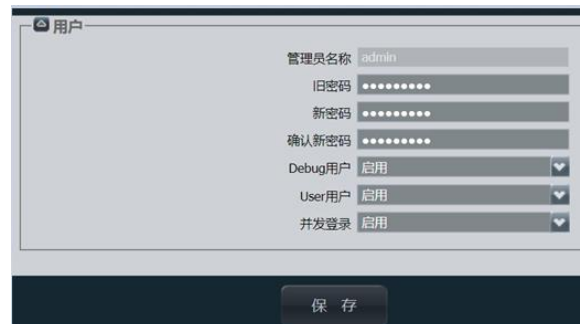 用户
管理员名称 admin
旧密码 •••••••••
新密码 •••••••••
确认新密码 •••••••••
Debug用户 启用
User用户 启用
并发登录 启用
保 存